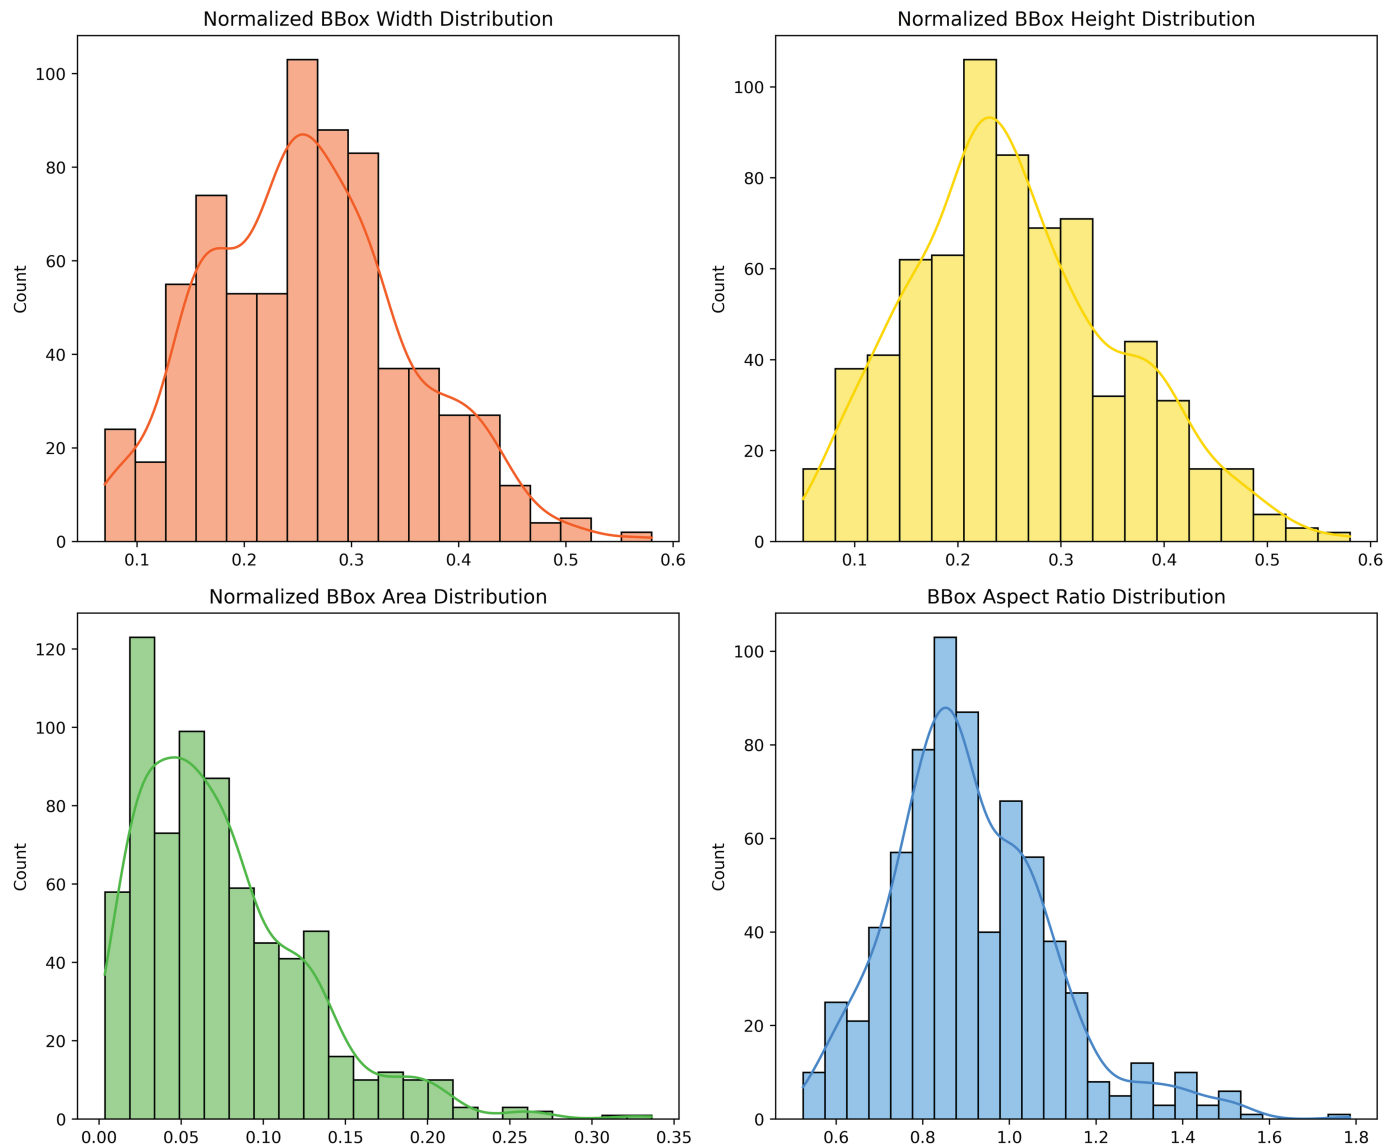 Normalized BBox Width Distribution
Count
0
20
40
60
80
100
0.1 0.2 0.3 0.4 0.5 0.6
Normalized BBox Height Distribution
Count
0
20
40
60
80
100
0.1 0.2 0.3 0.4 0.5 0.6
Normalized BBox Area Distribution
Count
0
20
40
60
80
100
120
0.00 0.05 0.10 0.15 0.20 0.25 0.30 0.35
BBox Aspect Ratio Distribution
Count
0
20
40
60
80
100
0.6 0.8 1.0 1.2 1.4 1.6 1.8